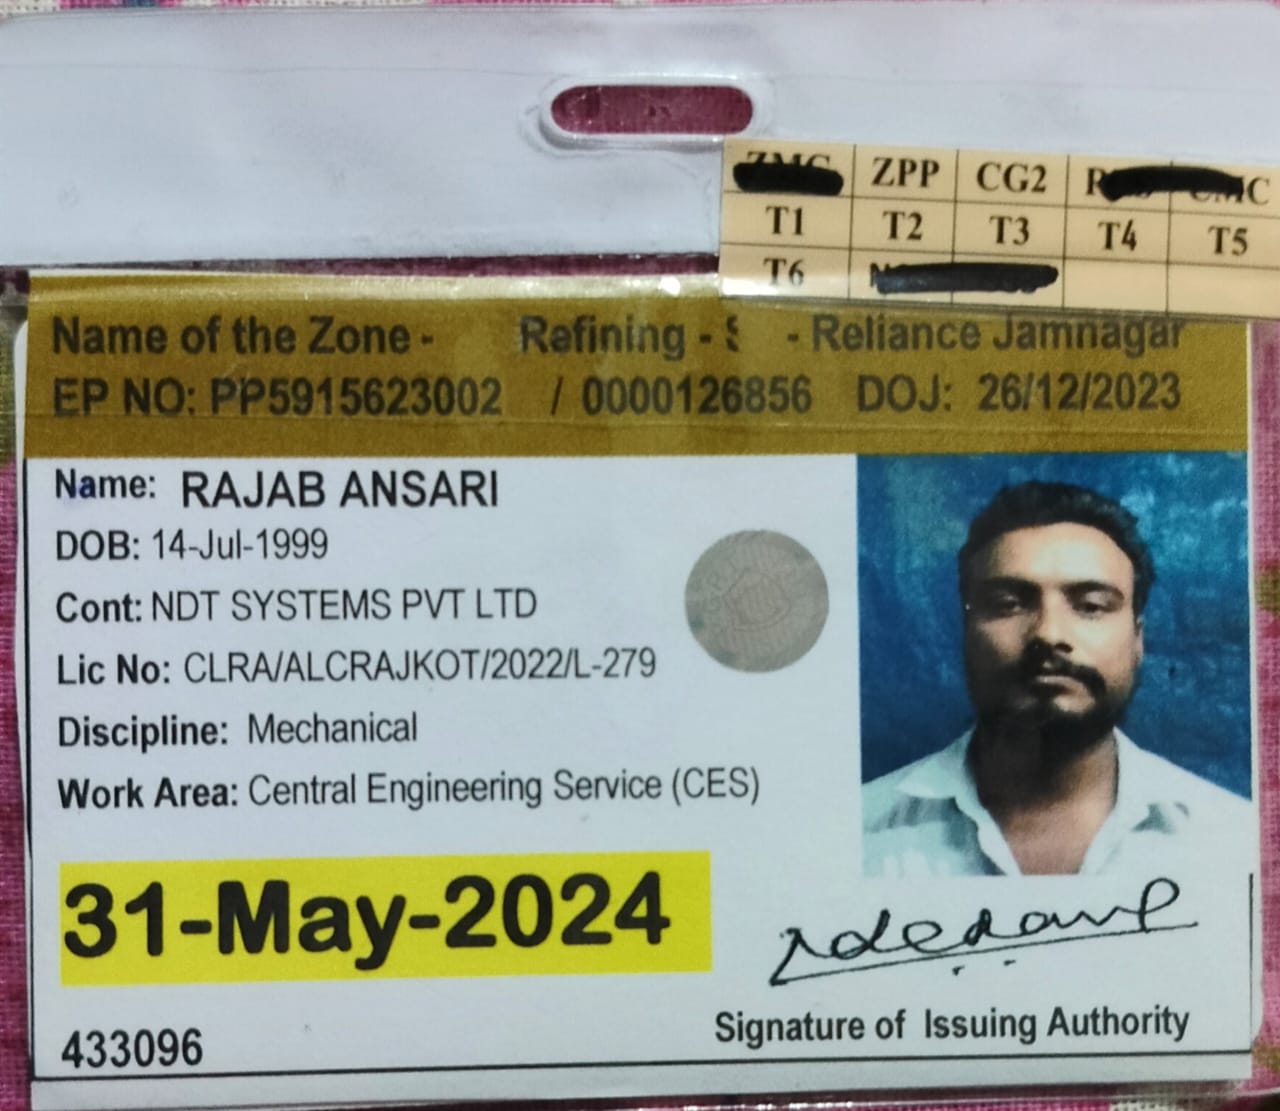 ZPP CG2
T1 T2 T3 T4 T5
T6
Name of the Zone - Refining - - Reliance Jamnagar
EP NO: PP5915623002 / 0000126856 DOJ: 26/12/2023
Name: RAJAB ANSARI
DOB: 14-Jul-1999
Cont: NDT SYSTEMS PVT LTD
Lic No: CLRA/ALCRAJKOT/2022/L-279
Discipline: Mechanical
Work Area: Central Engineering Service (CES)
31-May-2024
Signature of Issuing Authority
433096